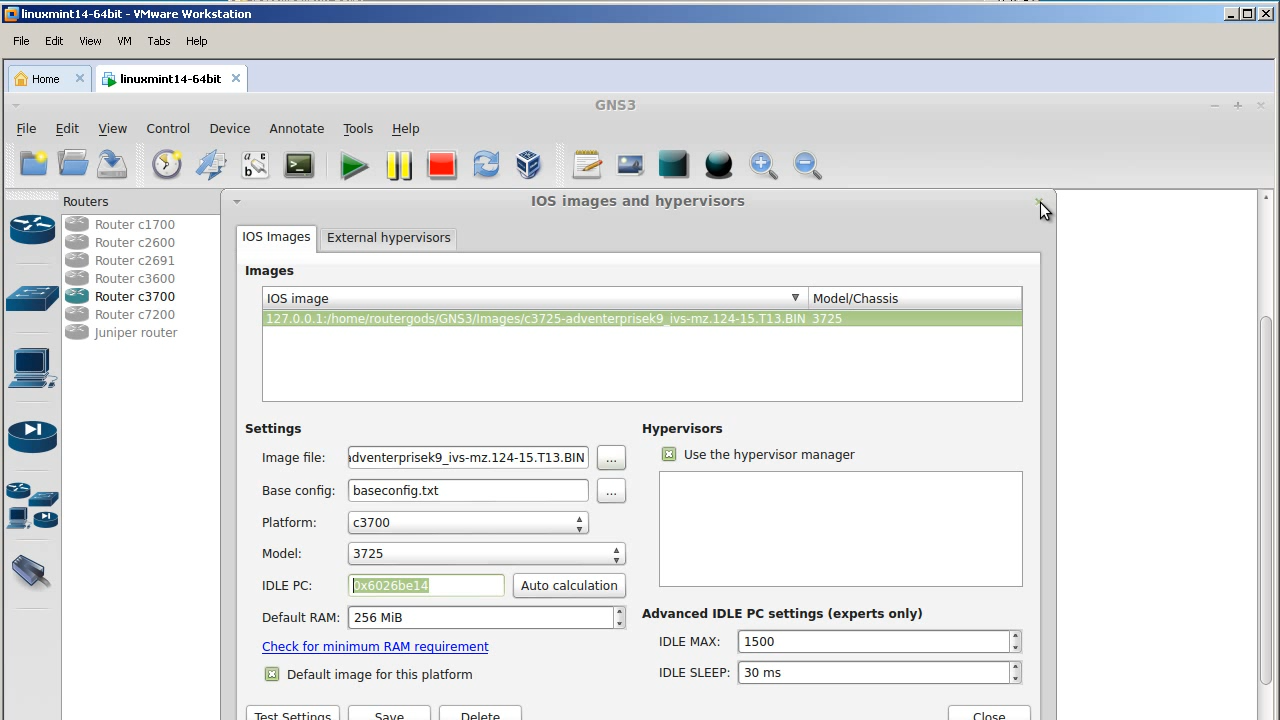 linuxmint14-64bit - VMware Workstation
File Edit View VM Tabs Help
Home linuxmint14-64bit
GNS3
File Edit View Control Device Annotate Tools Help
Routers
Router c1700
Router c2600
Router c2691
Router c3600
Router c3700
Router c7200
Juniper router
IOS images and hypervisors
IOS Images External hypervisors
Images
IOS image Model/Chassis
127.0.0.1:/home/routergods/GNS3/Images/c3725-adventerprisek9_ivs-mz.124-15.T13.BIN 3725
Settings
Image file: adventerprisek9_ivs-mz.124-15.T13.BIN ...
Base config: baseconfig.txt ...
Platform: c3700
Model: 3725
IDLE PC: 0x6026be14 Auto calculation
Default RAM: 256 MiB
Check for minimum RAM requirement
Default image for this platform
Test Settings Save Delete
Hypervisors
Use the hypervisor manager
Advanced IDLE PC settings (experts only)
IDLE MAX: 1500
IDLE SLEEP: 30 ms
Close